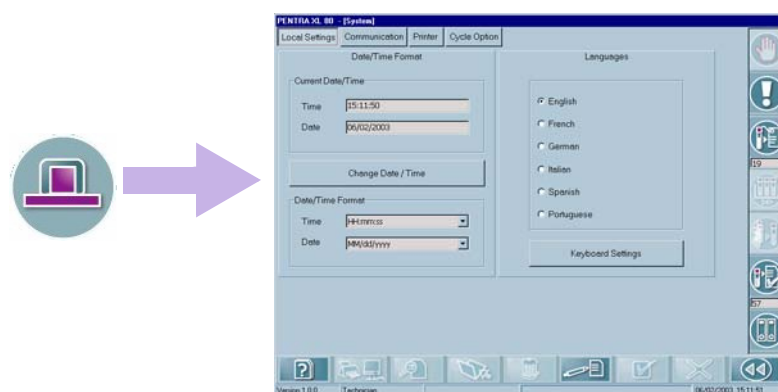 PENTRA XL 80 - [System]
Local Settings Communication Printer Cycle Option
Date/Time Format
Languages
Current Date/Time
Time 15:11:50
Date 06/02/2003
Change Date / Time
Date/Time Format
Time HH:mm:ss
Date MM/dd/yyyy
English
French
German
Italian
Spanish
Portuguese
Keyboard Settings
19
57
Version 1.0.0 Technician 06/02/2003 15:11:51